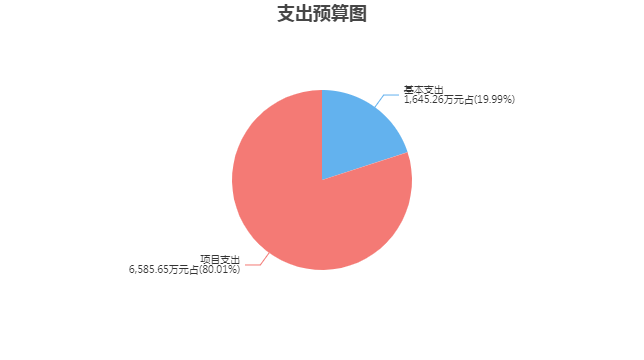 支出预算图
基本支出
1,645.26万元占(19.99%)
项目支出
6,585.65万元占(80.01%)